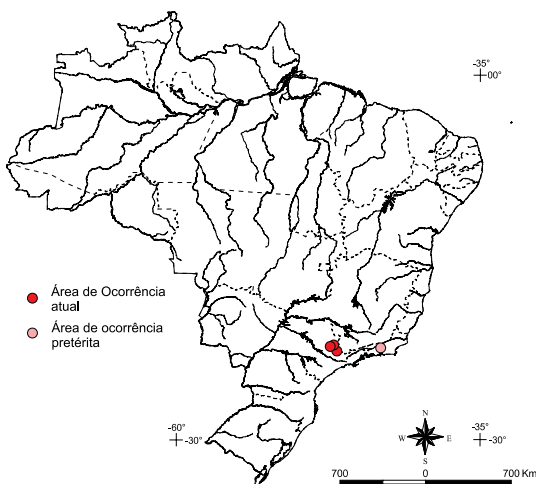 -35°
00°
Área de Ocorrência
atual
Área de ocorrência
pretérita
-60°
-30°
N
W E
S
-35°
-30°
700 0 700 Km